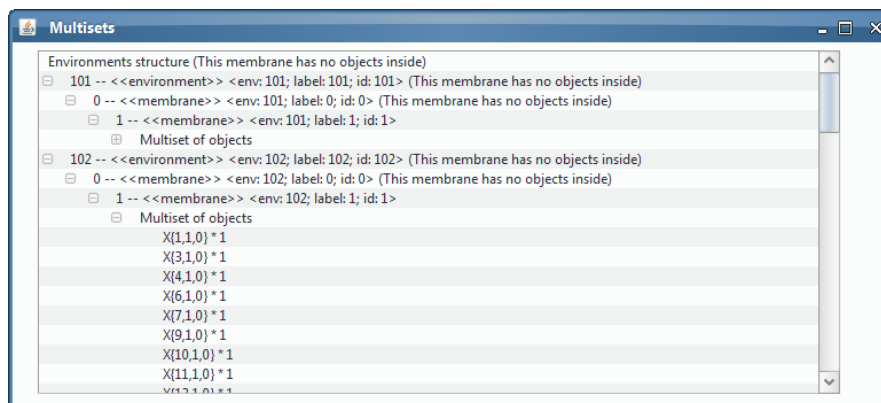 Multisets
Environments structure (This membrane has no objects inside)
101 -- <<environment>> <env: 101; label: 101; id: 101> (This membrane has no objects inside)
0 -- <<membrane>> <env: 101; label: 0; id: 0> (This membrane has no objects inside)
1 -- <<membrane>> <env: 101; label: 1; id: 1>
Multiset of objects
102 -- <<environment>> <env: 102; label: 102; id: 102> (This membrane has no objects inside)
0 -- <<membrane>> <env: 102; label: 0; id: 0> (This membrane has no objects inside)
1 -- <<membrane>> <env: 102; label: 1; id: 1>
Multiset of objects
X{1,1,0} * 1
X{3,1,0} * 1
X{4,1,0} * 1
X{6,1,0} * 1
X{7,1,0} * 1
X{9,1,0} * 1
X{10,1,0} * 1
X{11,1,0} * 1